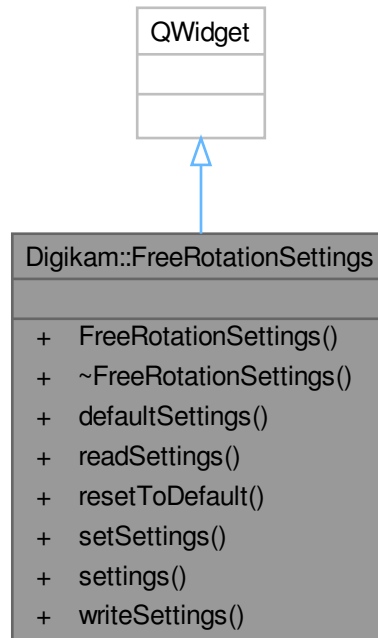 QWidget
Digikam::FreeRotationSettings
+ FreeRotationSettings()
+ ~FreeRotationSettings()
+ defaultSettings()
+ readSettings()
+ resetToDefault()
+ setSettings()
+ settings()
+ writeSettings()